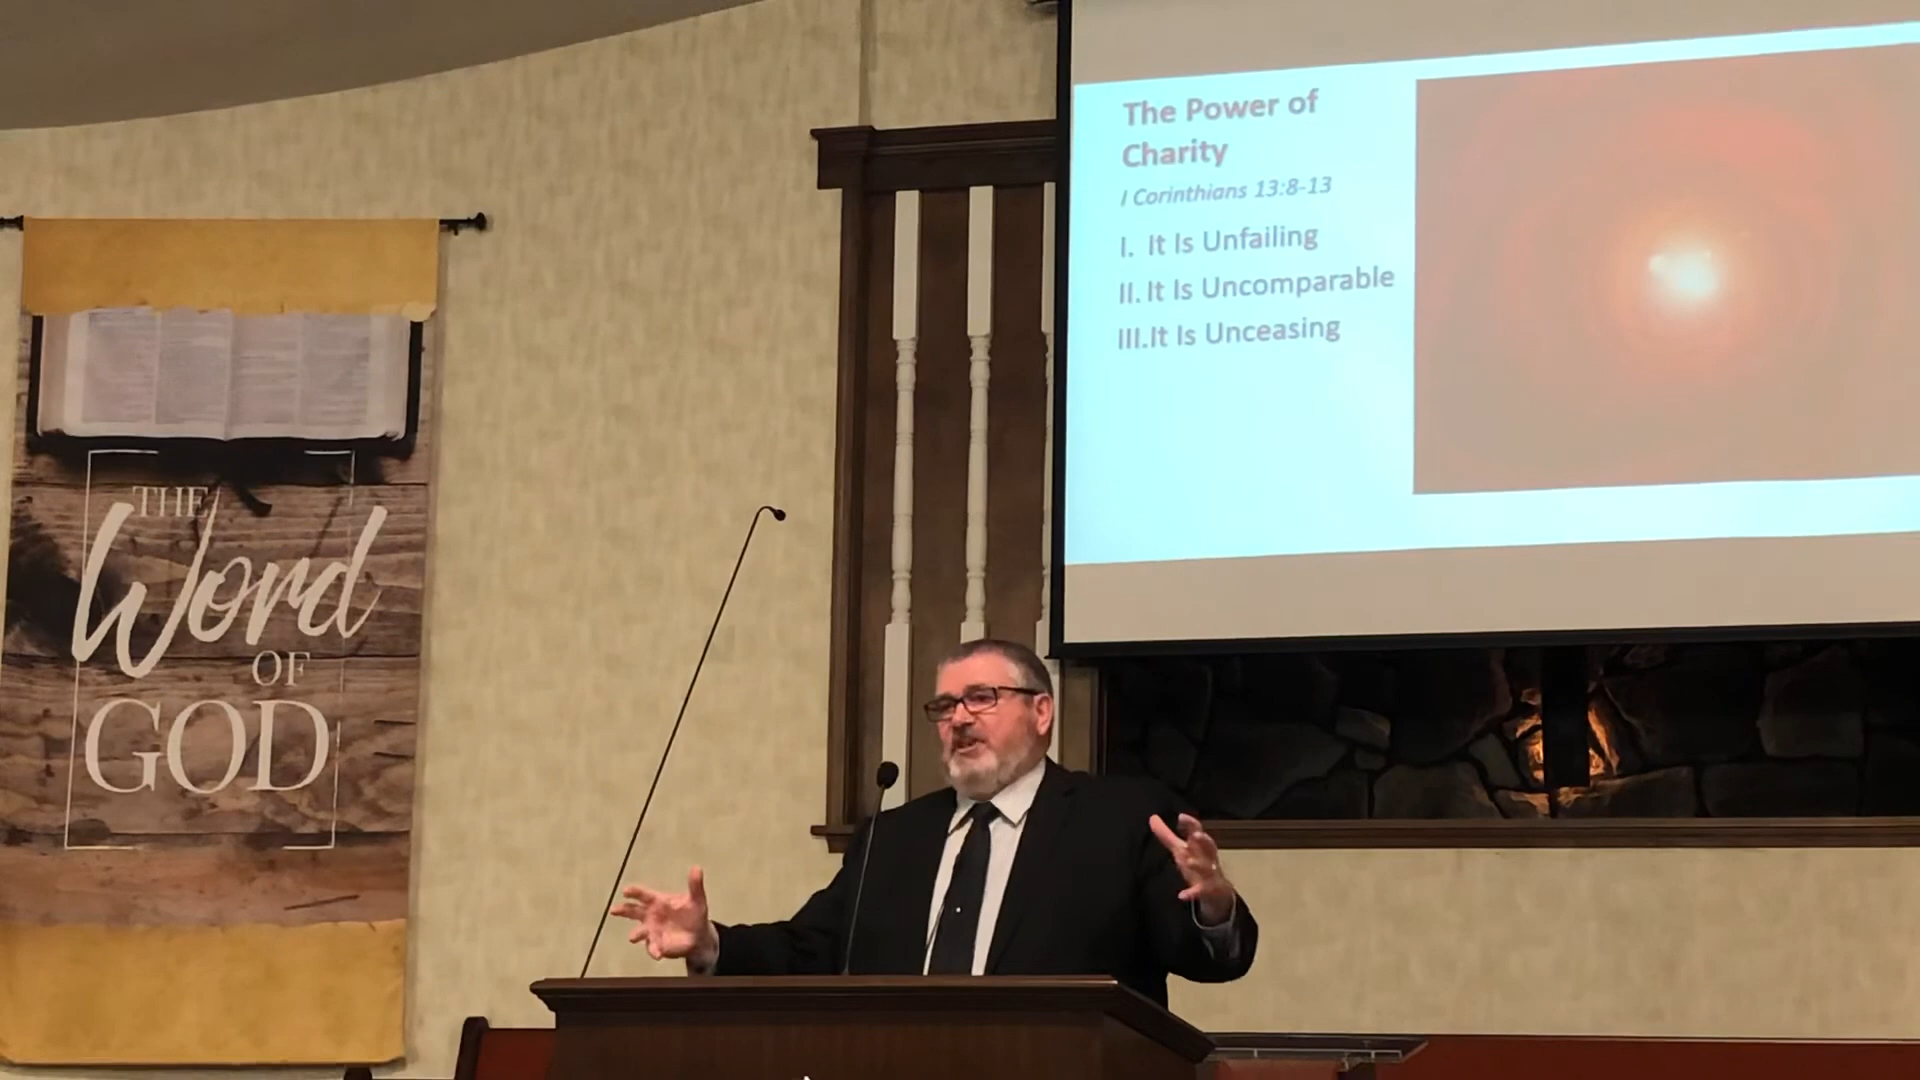 THE
Word
OF
GOD
The Power of
Charity
I Corinthians 13:8-13
I. It Is Unfailing
II. It Is Uncomparable
III.It Is Unceasing